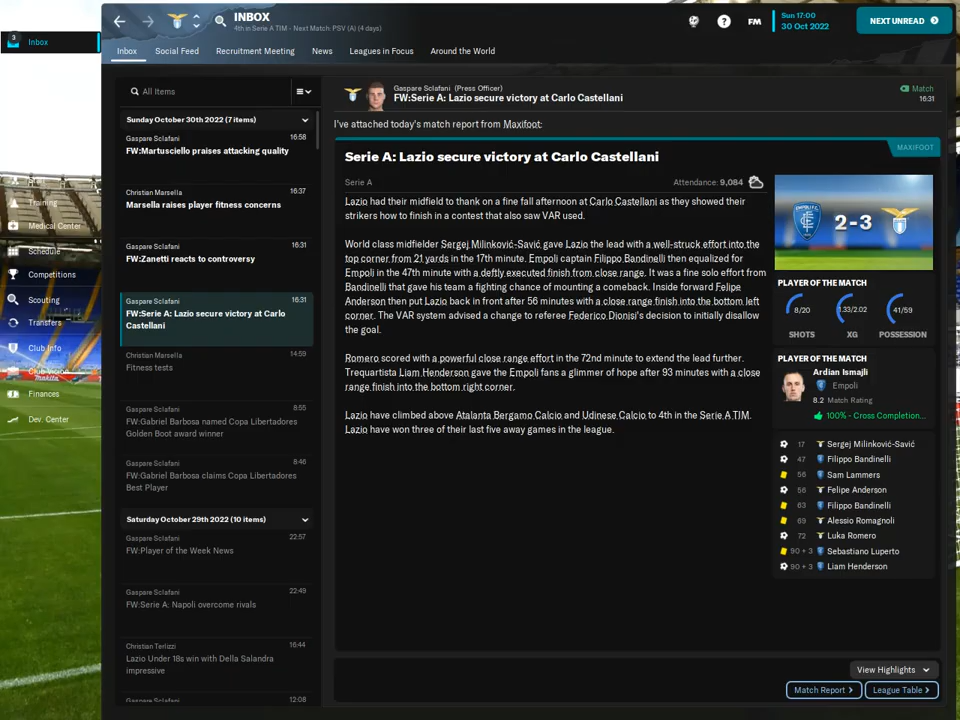 3
Inbox
Training
Medical Center
Schedule
Competitions
Scouting
Transfers
Club Info
Club Vision
Finances
Dev. Center
INBOX
4th in Serie A TIM - Next Match: PSV (A) (4 days)
?
FM
Sun 17:00
30 Oct 2022
NEXT UNREAD
Inbox
Social Feed
Recruitment Meeting
News
Leagues in Focus
Around the World
All Items
Sunday October 30th 2022 (7 items)
Gaspare Sclafani 16:58
FW:Martusciello praises attacking quality
Christian Marsella 16:37
Marsella raises player fitness concerns
Gaspare Sclafani 16:31
FW:Zanetti reacts to controversy
Gaspare Sclafani 16:31
FW:Serie A: Lazio secure victory at Carlo
Castellani
Christian Marsella 14:59
Fitness tests
Gaspare Sclafani 8:55
FW:Gabriel Barbosa named Copa Libertadores
Golden Boot award winner
Gaspare Sclafani 8:46
FW:Gabriel Barbosa claims Copa Libertadores
Best Player
Saturday October 29th 2022 (10 items)
Gaspare Sclafani 22:57
FW:Player of the Week News
Gaspare Sclafani 22:49
FW:Serie A: Napoli overcome rivals
Christian Terlizzi 16:44
Lazio Under 18s win with Della Salandra
impressive
Gaspare Sclafani 12:08
Gaspare Sclafani (Press Officer)
FW:Serie A: Lazio secure victory at Carlo Castellani
Match
16:31
I've attached today's match report from Maxifoot:
MAXIFOOT
Serie A: Lazio secure victory at Carlo Castellani
Serie A
Attendance: 9,084
Lazio had their midfield to thank on a fine fall afternoon at Carlo Castellani as they showed their
strikers how to finish in a contest that also saw VAR used.
World class midfielder Sergej Milinković-Savić gave Lazio the lead with a well-struck effort into the
top corner from 21 yards in the 17th minute. Empoli captain Filippo Bandinelli then equalized for
Empoli in the 47th minute with a deftly executed finish from close range. It was a fine solo effort from
Bandinelli that gave his team a fighting chance of mounting a comeback. Inside forward Felipe
Anderson then put Lazio back in front after 56 minutes with a close range finish into the bottom left
corner. The VAR system advised a change to referee Federico Dionisi's decision to initially disallow
the goal.
Romero scored with a powerful close range effort in the 72nd minute to extend the lead further.
Trequartista Liam Henderson gave the Empoli fans a glimmer of hope after 93 minutes with a close
range finish into the bottom right corner.
Lazio have climbed above Atalanta Bergamo Calcio and Udinese Calcio to 4th in the Serie A TIM.
Lazio have won three of their last five away games in the league.
2-3
PLAYER OF THE MATCH
8/20
1.33/2.02
41/59
SHOTS
XG
POSSESSION
PLAYER OF THE MATCH
Ardian Ismajli
Empoli
8.2 Match Rating
100% - Cross Completion...
17 Sergej Milinković-Savić
47 Filippo Bandinelli
56 Sam Lammers
56 Felipe Anderson
63 Filippo Bandinelli
69 Alessio Romagnoli
72 Luka Romero
90 + 3 Sebastiano Luperto
90 + 3 Liam Henderson
View Highlights
Match Report
League Table